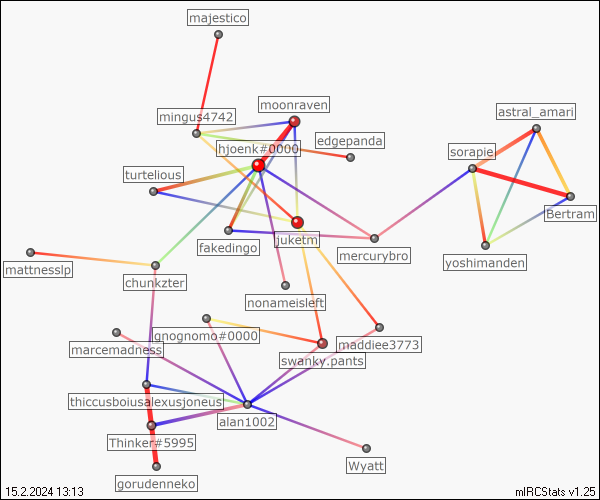 majestico
moonraven
astral_amari
mingus4742
edgepanda
hjoenk#0000
sorapie
turtelious
Bertram
fakedingo
juketm
mercurybro
yoshimanden
mattnesslp
chunkzter
nonameisleft
gnognomo#0000
marcemadness
maddiee3773
swanky.pants
thiccusboiusalexusjoneus
alan1002
Thinker#5995
Wyatt
gorudenneko
15.2.2024 13:13
mIRCStats v1.25